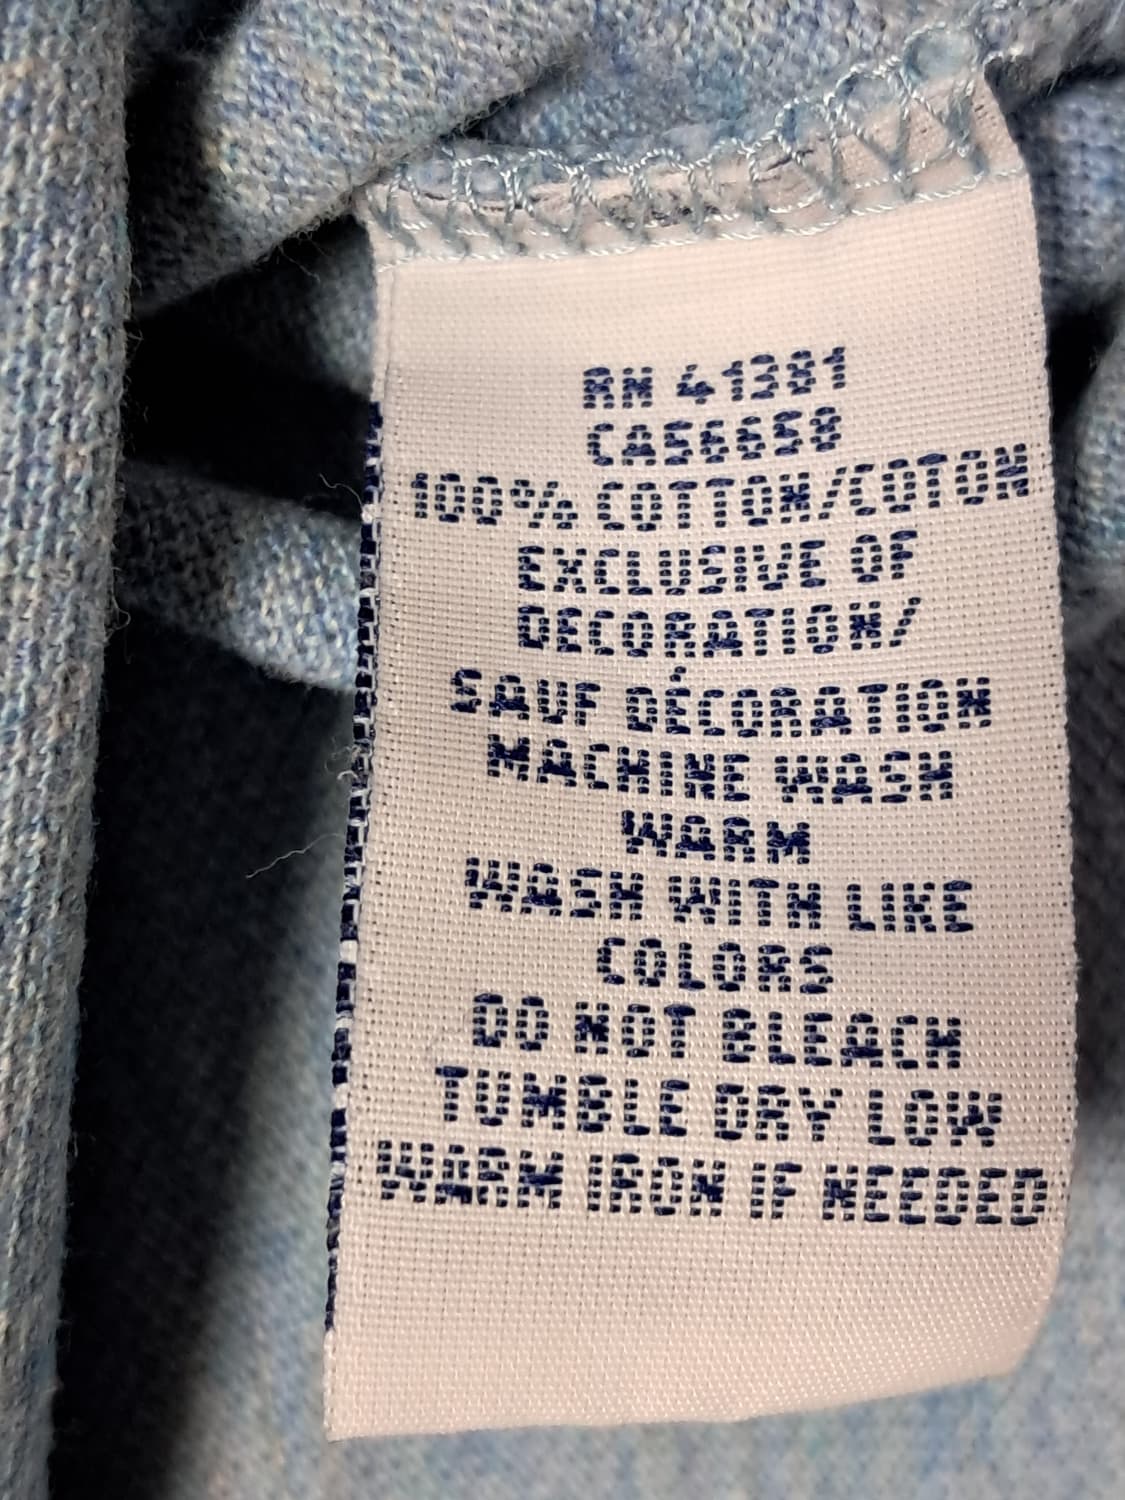 RN 41381
CA56658
100% COTTON/COTON
EXCLUSIVE OF
DECORATION/
SAUF DÉCORATION
MACHINE WASH
WARM
WASH WITH LIKE
COLORS
DO NOT BLEACH
TUMBLE DRY LOW
WARM IRON IF NEEDED